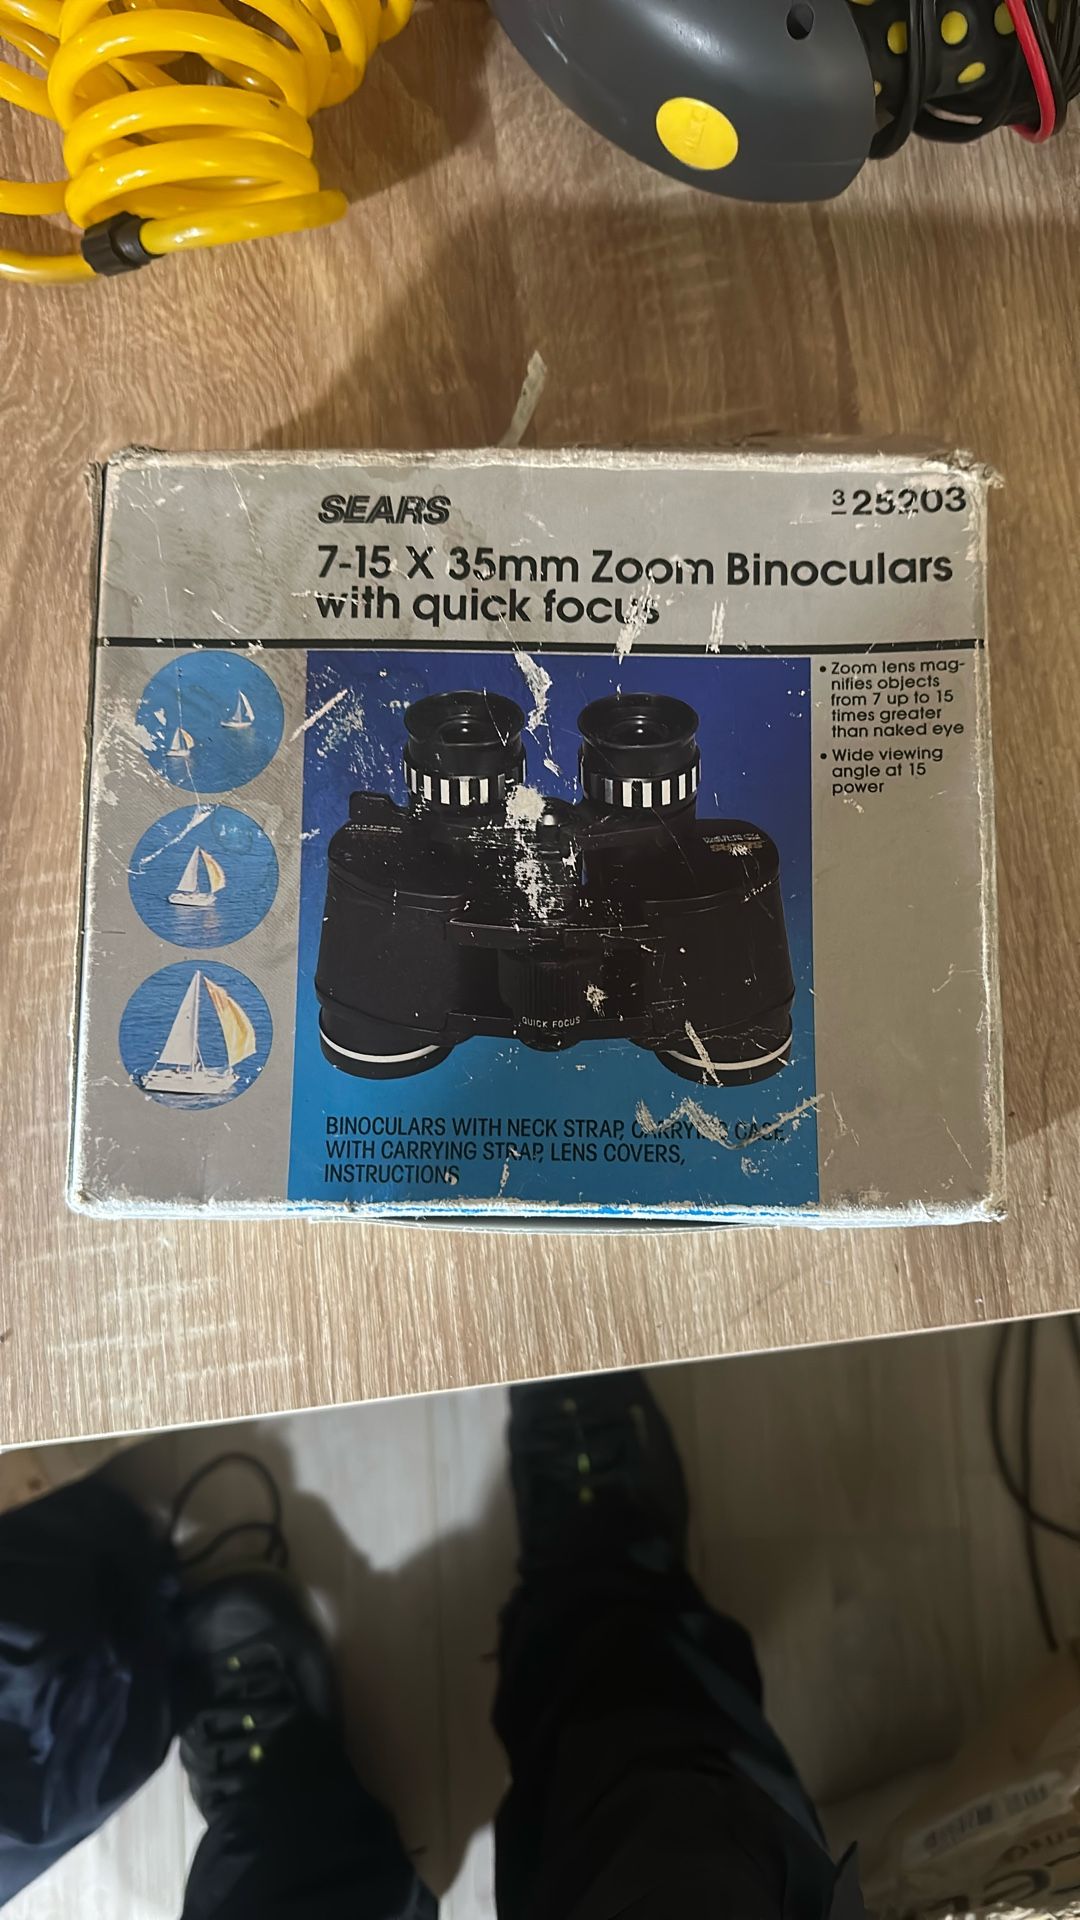 SEARS
3 25203
7-15 X 35mm Zoom Binoculars
with quick focus
• Zoom lens mag-
nifies objects
from 7 up to 15
times greater
than naked eye
• Wide viewing
angle at 15
power
QUICK FOCUS
BINOCULARS WITH NECK STRAP, CARRYING CASE
WITH CARRYING STRAP, LENS COVERS,
INSTRUCTIONS